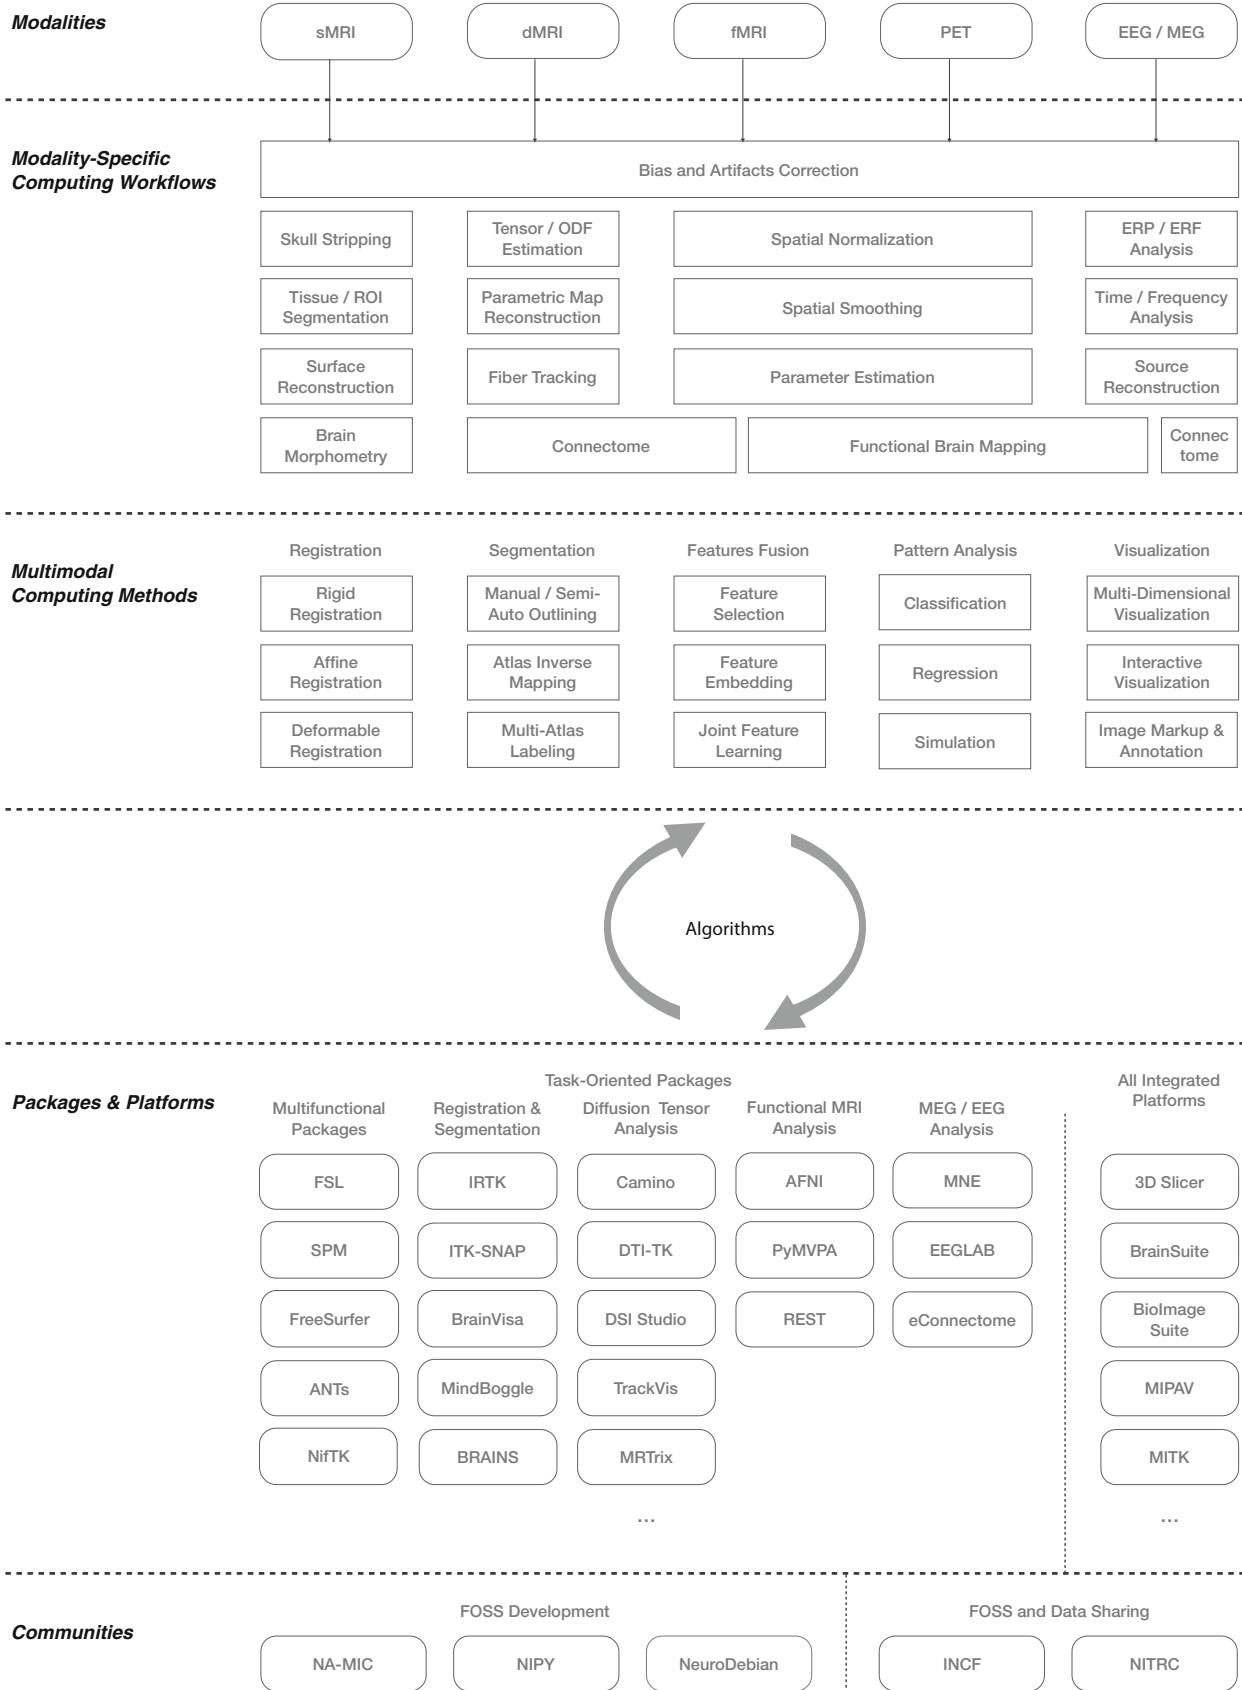 Modalities
sMRI
dMRI
fMRI
PET
EEG / MEG
Modality-Specific
Computing Workflows
Bias and Artifacts Correction
Skull Stripping
Tensor / ODF
Estimation
Spatial Normalization
ERP / ERF
Analysis
Tissue / ROI
Segmentation
Parametric Map
Reconstruction
Spatial Smoothing
Time / Frequency
Analysis
Surface
Reconstruction
Fiber Tracking
Parameter Estimation
Source
Reconstruction
Brain
Morphometry
Connectome
Functional Brain Mapping
Connec
tome
Multimodal
Computing Methods
Registration
Segmentation
Features Fusion
Pattern Analysis
Visualization
Rigid
Registration
Manual / Semi-
Auto Outlining
Feature
Selection
Classification
Multi-Dimensional
Visualization
Affine
Registration
Atlas Inverse
Mapping
Feature
Embedding
Regression
Interactive
Visualization
Deformable
Registration
Multi-Atlas
Labeling
Joint Feature
Learning
Simulation
Image Markup &
Annotation
Algorithms
Packages & Platforms
Task-Oriented Packages
All Integrated
Platforms
Multifunctional
Packages
Registration &
Segmentation
Diffusion Tensor
Analysis
Functional MRI
Analysis
MEG / EEG
Analysis
FSL
IRTK
Camino
AFNI
MNE
3D Slicer
SPM
ITK-SNAP
DTI-TK
PyMVPA
EEGLAB
BrainSuite
FreeSurfer
BrainVisa
DSI Studio
REST
eConnectome
BioImage
Suite
ANTs
MindBoggle
TrackVis
MIPAV
NifTK
BRAINS
MRTrix
MITK
...
...
Communities
FOSS Development
FOSS and Data Sharing
NA-MIC
NIPY
NeuroDebian
INCF
NITRC